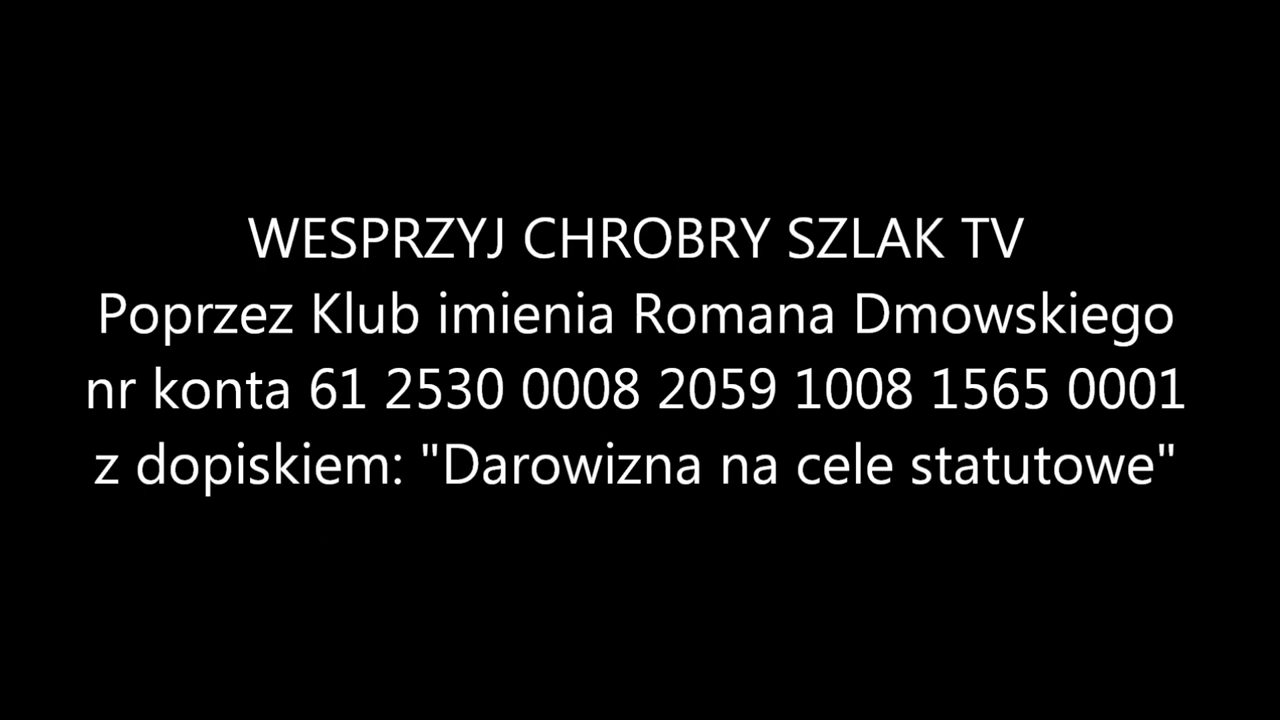 WESPRZYJ CHROBRY SZLAK TV
Poprzez Klub imienia Romana Dmowskiego
nr konta 61 2530 0008 2059 1008 1565 0001
z dopiskiem: "Darowizna na cele statutowe"